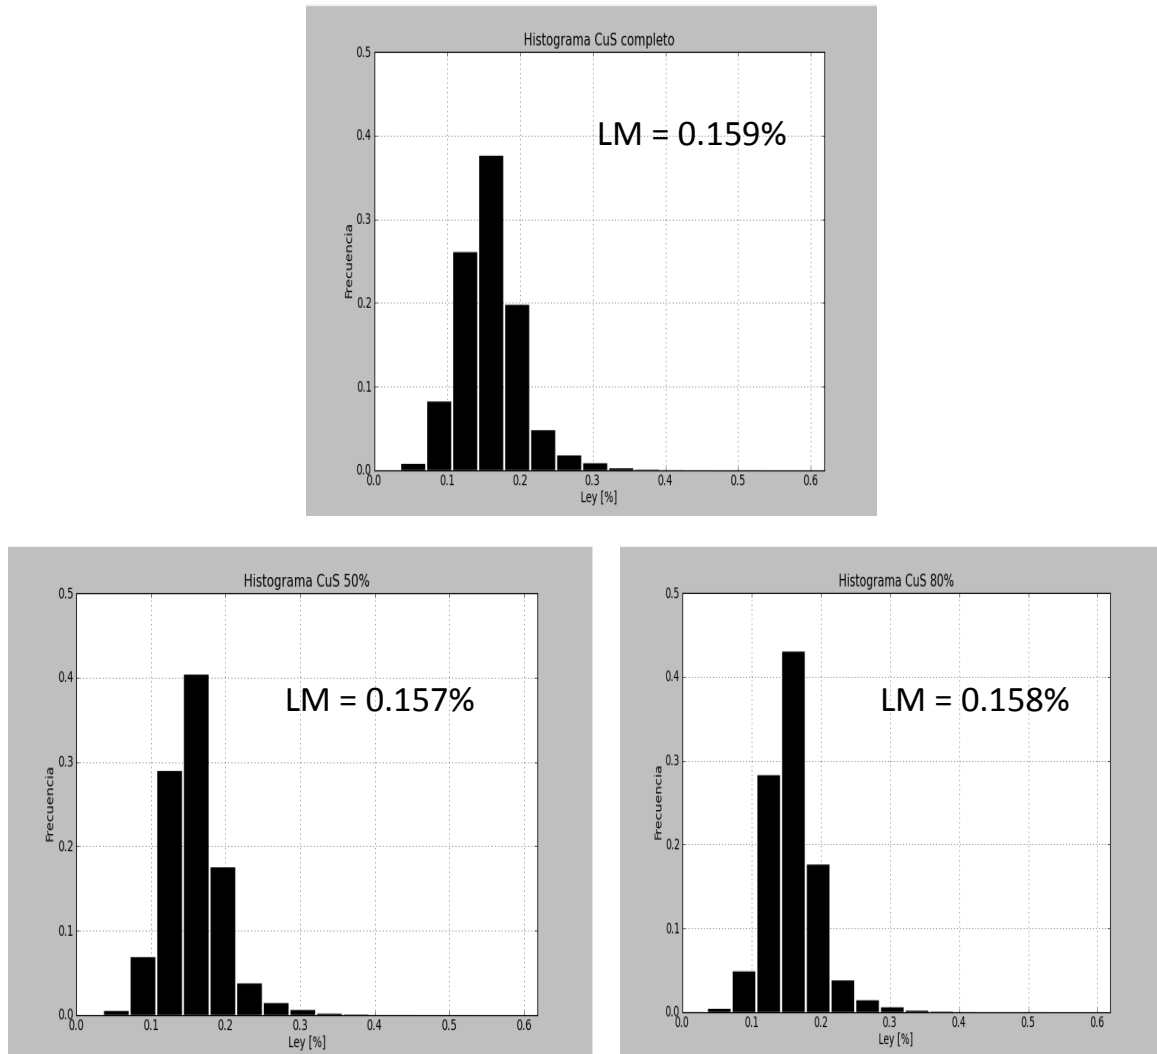 Histograma CuS completo
0.5
0.4
0.3
0.2
0.1
0.0
LM = 0.159%
Frecuencia
0.0 0.1 0.2 0.3 0.4 0.5 0.6
Ley [%]
Histograma CuS 50%
0.5
0.4
0.3
0.2
0.1
0.0
LM = 0.157%
Frecuencia
0.0 0.1 0.2 0.3 0.4 0.5 0.6
Ley [%]
Histograma CuS 80%
0.5
0.4
0.3
0.2
0.1
0.0
LM = 0.158%
Frecuencia
0.0 0.1 0.2 0.3 0.4 0.5 0.6
Ley [%]